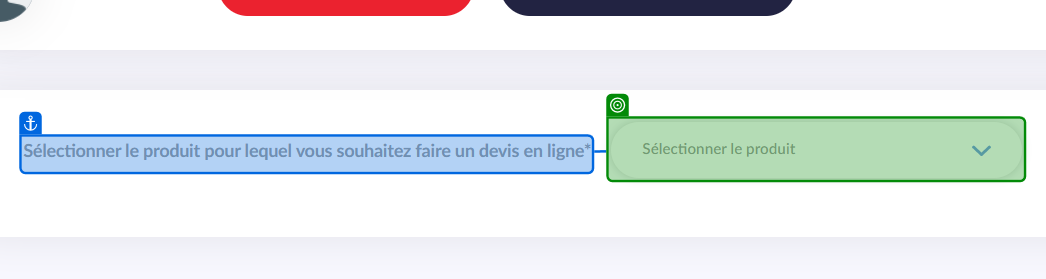 Sélectionner le produit pour lequel vous souhaitez faire un devis en ligne*
Sélectionner le produit